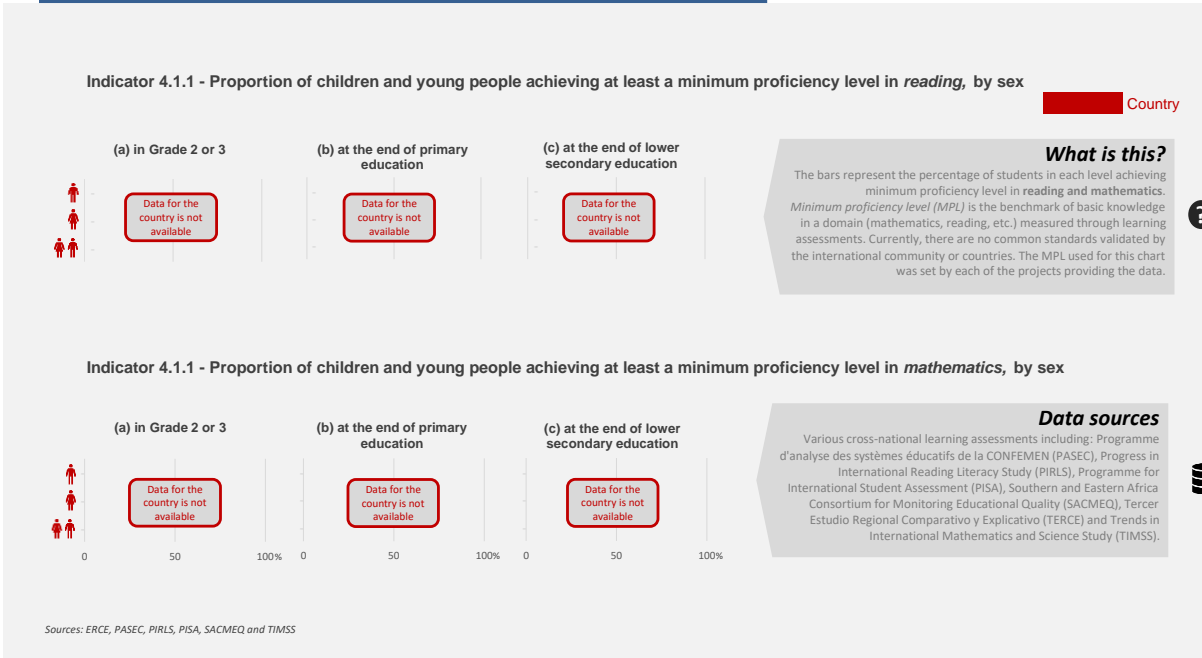 Indicator 4.1.1 - Proportion of children and young people achieving at least a minimum proficiency level in reading, by sex
Country
(a) in Grade 2 or 3
(b) at the end of primary
education
(c) at the end of lower
secondary education
Data for the
country is not
available
Data for the
country is not
available
Data for the
country is not
available
What is this?
The bars represent the percentage of students in each level achieving
minimum proficiency level in reading and mathematics.
Minimum proficiency level (MPL) is the benchmark of basic knowledge
in a domain (mathematics, reading, etc.) measured through learning
assessments. Currently, there are no common standards validated by
the international community or countries. The MPL used for this chart
was set by each of the projects providing the data.
?
Indicator 4.1.1 - Proportion of children and young people achieving at least a minimum proficiency level in mathematics, by sex
(a) in Grade 2 or 3
(b) at the end of primary
education
(c) at the end of lower
secondary education
Data for the
country is not
available
Data for the
country is not
available
Data for the
country is not
available
0 50 100%
0 50 100%
0 50 100%
Data sources
Various cross-national learning assessments including: Programme
d'analyse des systèmes éducatifs de la CONFEMEN (PASEC), Progress in
International Reading Literacy Study (PIRLS), Programme for
International Student Assessment (PISA), Southern and Eastern Africa
Consortium for Monitoring Educational Quality (SACMEQ), Tercer
Estudio Regional Comparativo y Explicativo (TERCE) and Trends in
International Mathematics and Science Study (TIMSS).
Sources: ERCE, PASEC, PIRLS, PISA, SACMEQ and TIMSS